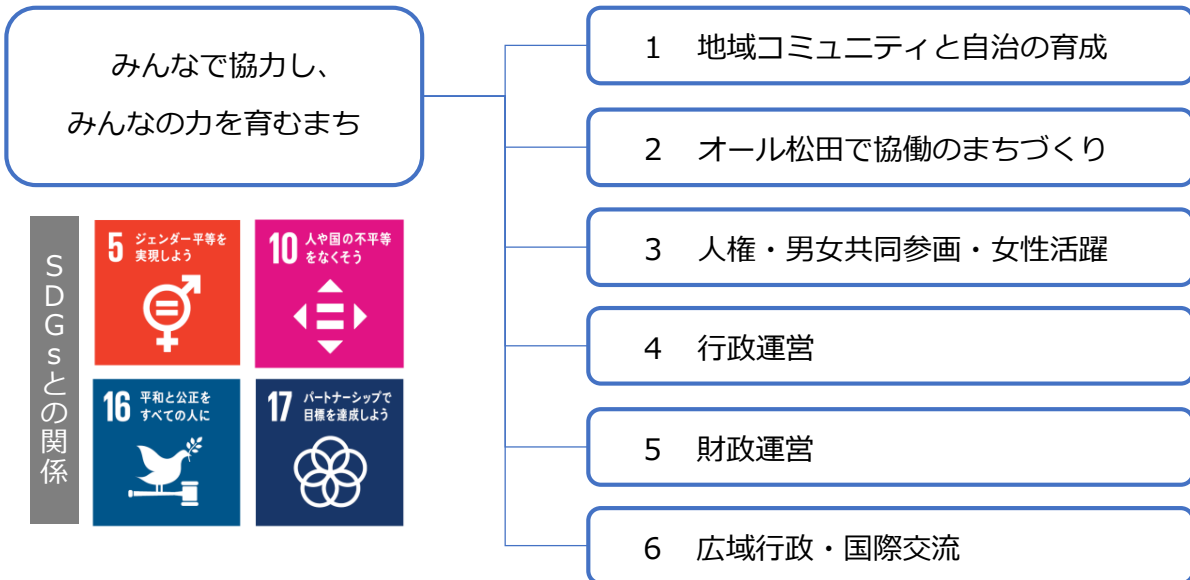 みんなで協力し、
みんなの力を育むまち
1 地域コミュニティと自治の育成
2 オール松田で協働のまちづくり
3 人権・男女共同参画・女性活躍
4 行政運営
5 財政運営
6 広域行政・国際交流
SDGsとの関係
5 ジェンダー平等を
実現しよう
10 人や国の不平等
をなくそう
16 平和と公正を
すべての人に
17 パートナーシップで
目標を達成しよう